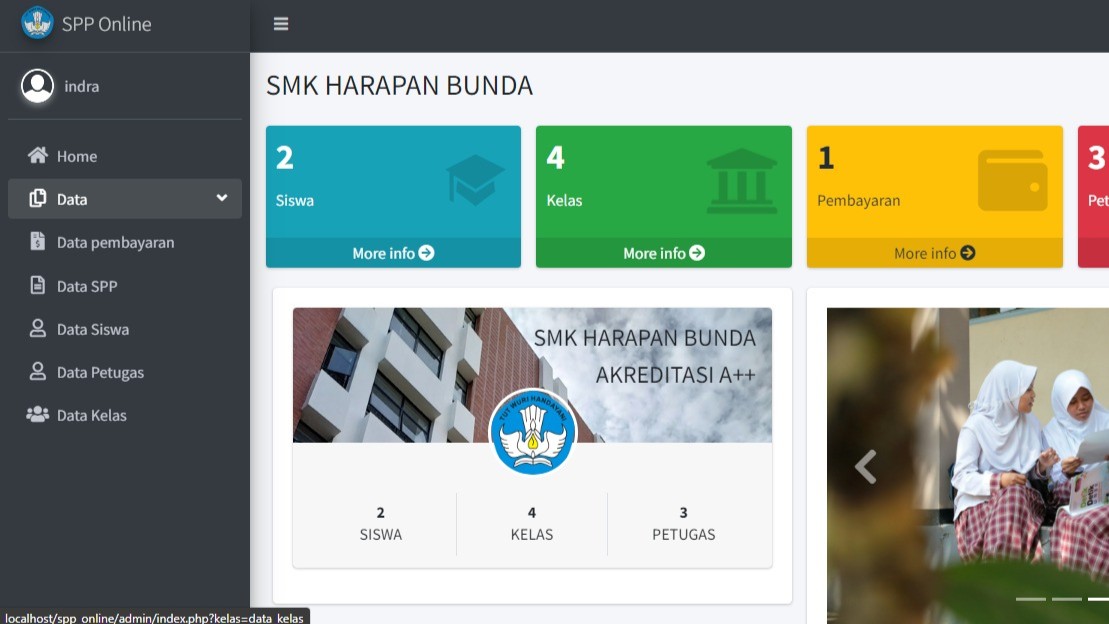 SPP Online
indra
Home
Data
Data pembayaran
Data SPP
Data Siswa
Data Petugas
Data Kelas
SMK HARAPAN BUNDA
2
Siswa
More info
4
Kelas
More info
1
Pembayaran
More info
3
Pet
SMK HARAPAN BUNDA
AKREDITASI A++
TUT WURI HANDAYANI
2
SISWA
4
KELAS
3
PETUGAS
localhost/spp_online/admin/index.php?kelas=data_kelas